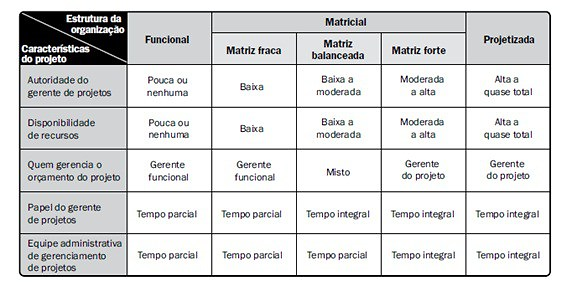 Estrutura da
organização
Características
do projeto
Funcional
Matricial
Projetizada
Matriz fraca
Matriz
balanceada
Matriz forte
Autoridade do
gerente de projetos
Pouca ou
nenhuma
Baixa
Baixa a
moderada
Moderada
a alta
Alta a
quase total
Disponibilidade
de recursos
Pouca ou
nenhuma
Baixa
Baixa a
moderada
Moderada
a alta
Alta a
quase total
Quem gerencia o
orçamento do projeto
Gerente
funcional
Gerente
funcional
Misto
Gerente
do projeto
Gerente
do projeto
Papel do gerente
de projetos
Tempo parcial
Tempo parcial
Tempo integral
Tempo integral
Tempo integral
Equipe administrativa
de gerenciamento
de projetos
Tempo parcial
Tempo parcial
Tempo parcial
Tempo integral
Tempo integral